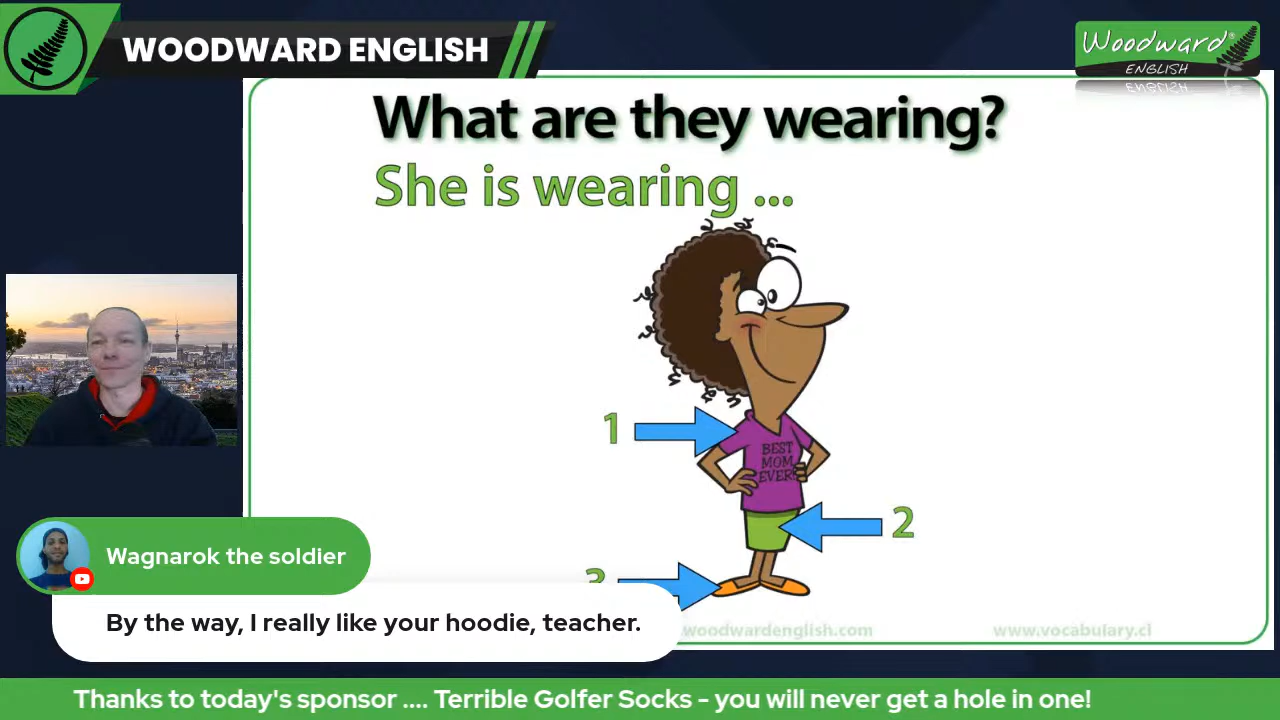 WOODWARD ENGLISH
Woodward®
ENGLISH
What are they wearing?
She is wearing ...
1
BEST
MOM
EVER!
2
3
Wagnarok the soldier
By the way, I really like your hoodie, teacher.
woodwardenglish.com
www.vocabulary.cl
Thanks to today's sponsor .... Terrible Golfer Socks - you will never get a hole in one!